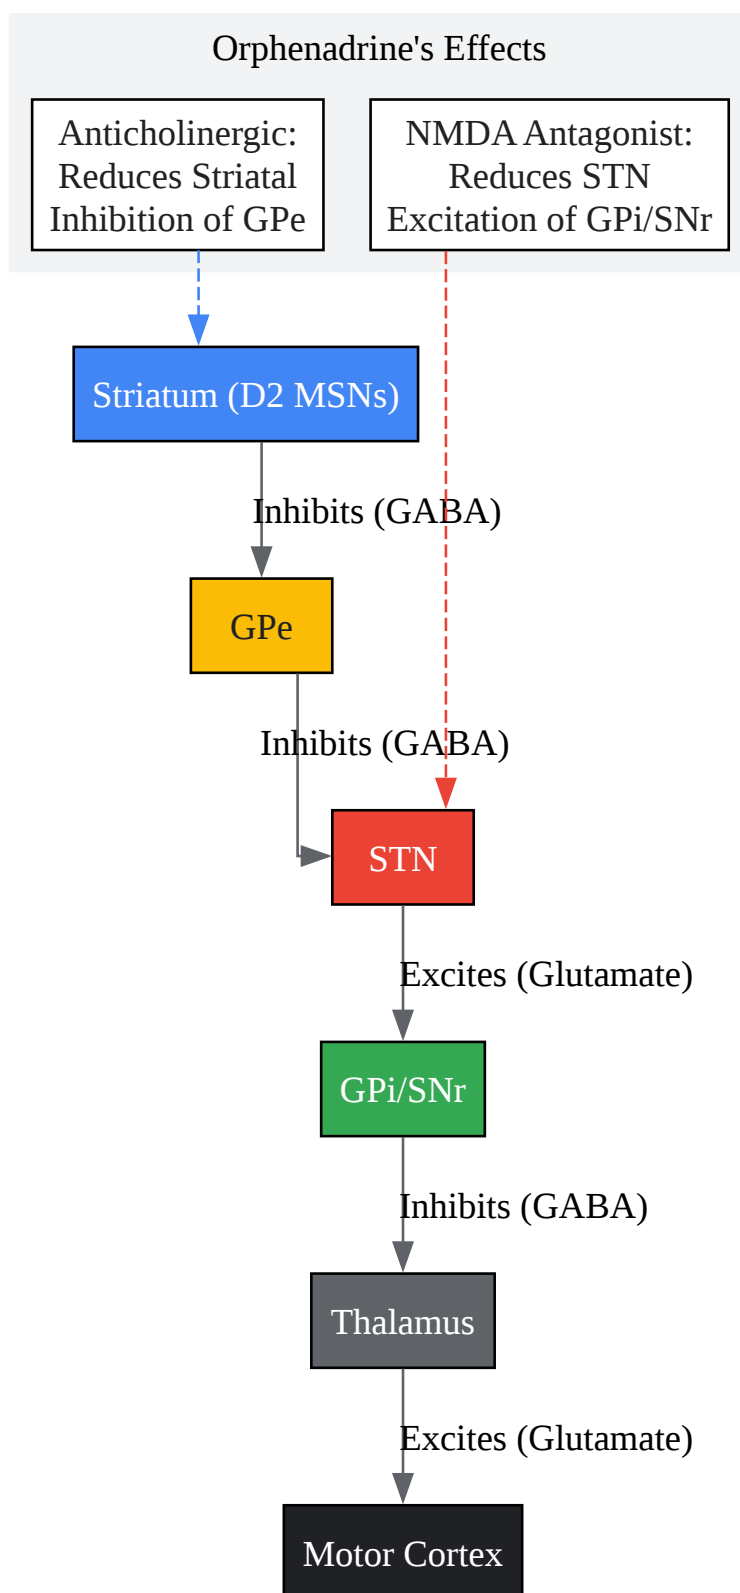 Orphenadrine's Effects
Anticholinergic:
Reduces Striatal
Inhibition of GPe
NMDA Antagonist:
Reduces STN
Excitation of GPi/SNr
Striatum (D2 MSNs)
Inhibits (GABA)
GPe
Inhibits (GABA)
STN
Excites (Glutamate)
GPi/SNr
Inhibits (GABA)
Thalamus
Excites (Glutamate)
Motor Cortex